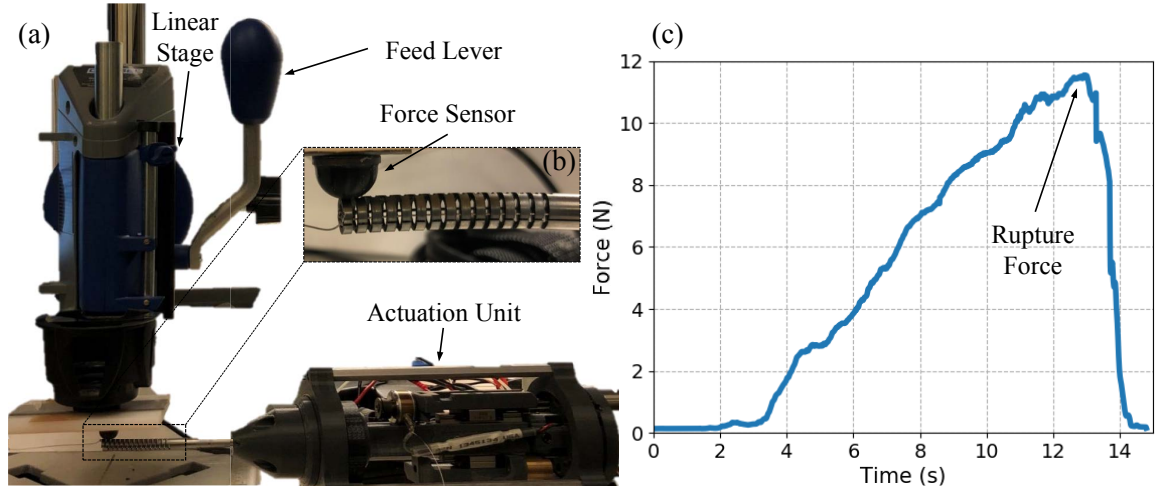 (a)
Linear
Stage
Feed Lever
Force Sensor
(b)
Actuation Unit
(c)
12
10
8
6
4
2
0
Force (N)
Rupture
Force
0
2
4
6
8
10
12
14
Time (s)